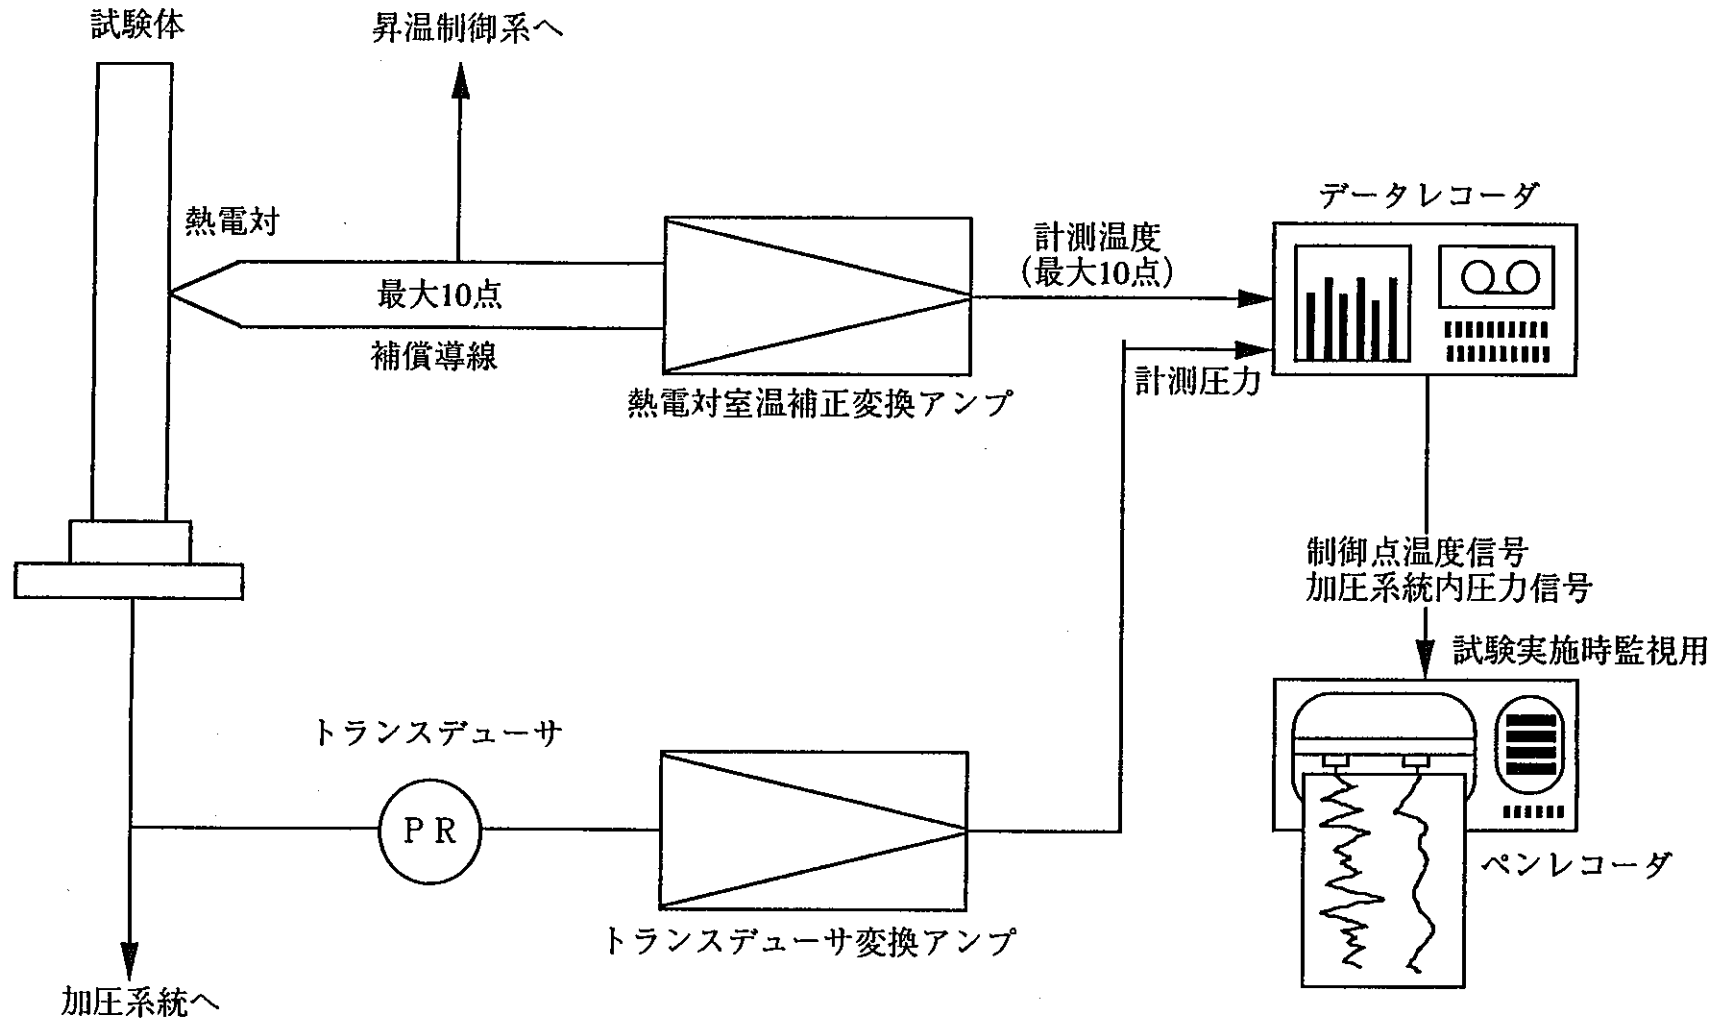 試験体
昇温制御系へ
熱電対
最大10点
補償導線
熱電対室温補正変換アンプ
計測温度
(最大10点)
データレコーダ
計測圧力
制御点温度信号
加圧系統内圧力信号
試験実施時監視用
トランスデューサ
PR
トランスデューサ変換アンプ
ペンレコーダ
加圧系統へ